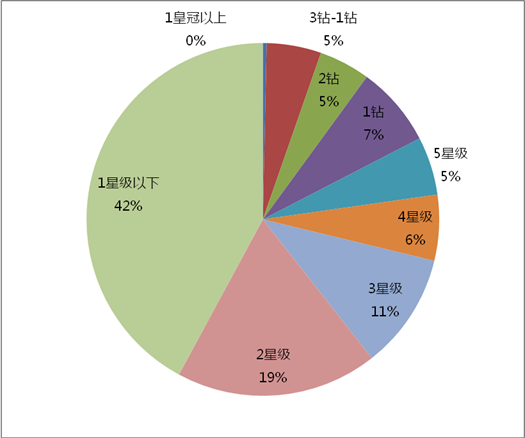 1皇冠以上
0%
3钻-1钻
5%
2钻
5%
1钻
7%
5星级
5%
4星级
6%
3星级
11%
2星级
19%
1星级以下
42%